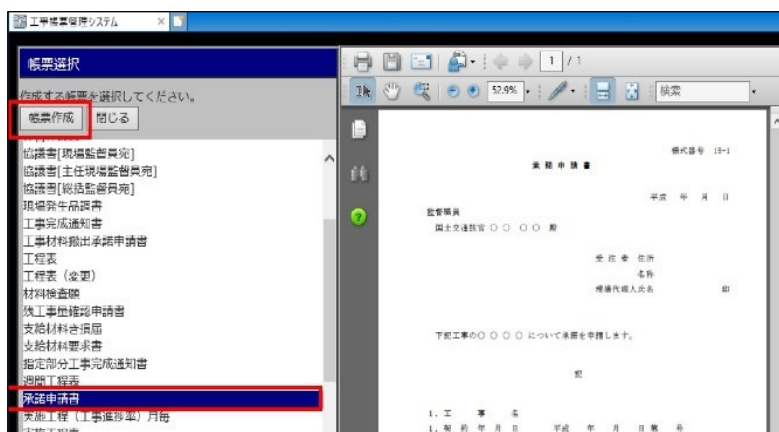 工事帳票管理システム
帳票選択
作成する帳票を選択してください。
帳票作成 閉じる
協議書[現場監督員宛]
協議書[主任現場監督員宛]
協議書[総括監督員宛]
現場発生品調書
工事完成通知書
工事材料搬出承諾申請書
工程表
工程表（変更）
材料検査願
残工事量確認申請書
支給材料き損届
支給材料要求書
指定部分工事完成通知書
週間工程表
承諾申請書
実施工程（工事進捗率）月毎
1 / 1
52.9%
検索
様式番号 18-1
承諾申請書
平成 年 月 日
監督職員
国土交通技官 〇〇 〇〇 殿
受注者 住所
名称
現場代理人氏名 印
下記工事の〇〇〇〇について承諾を申請します。
記
1. 工事名
1. 契約年月日 平成 年 月 日 第 号